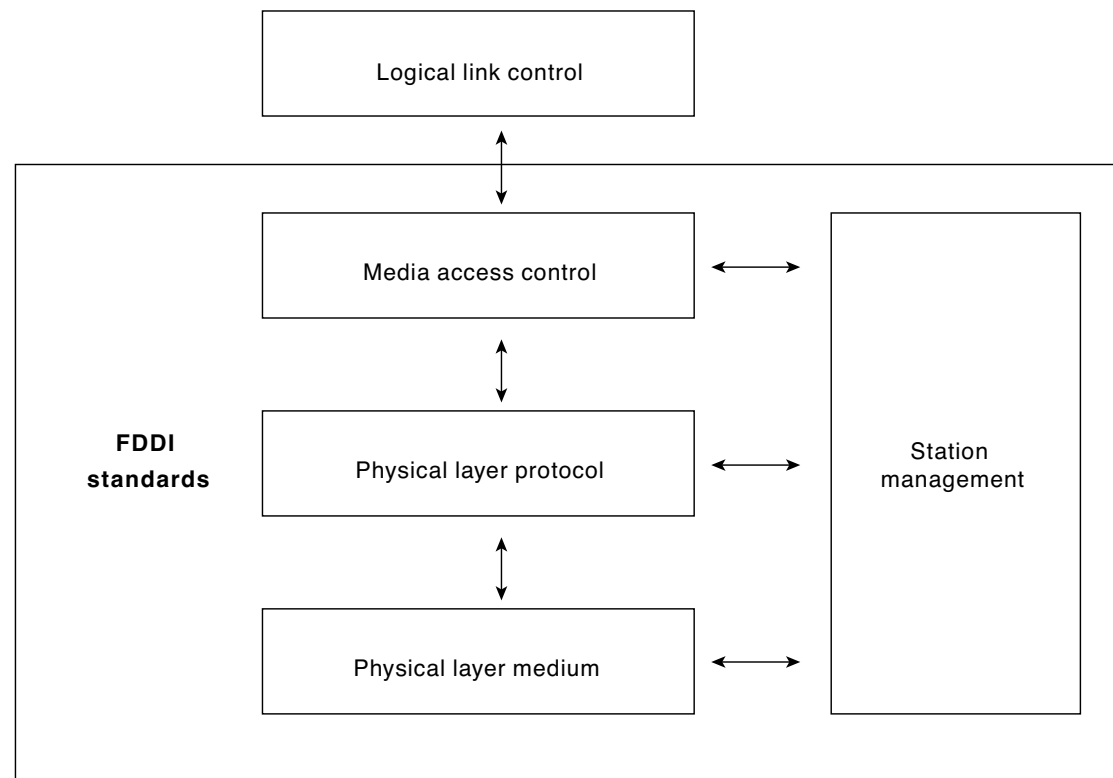 Logical link control
Media access control
FDDI
standards
Physical layer protocol
Station
management
Physical layer medium